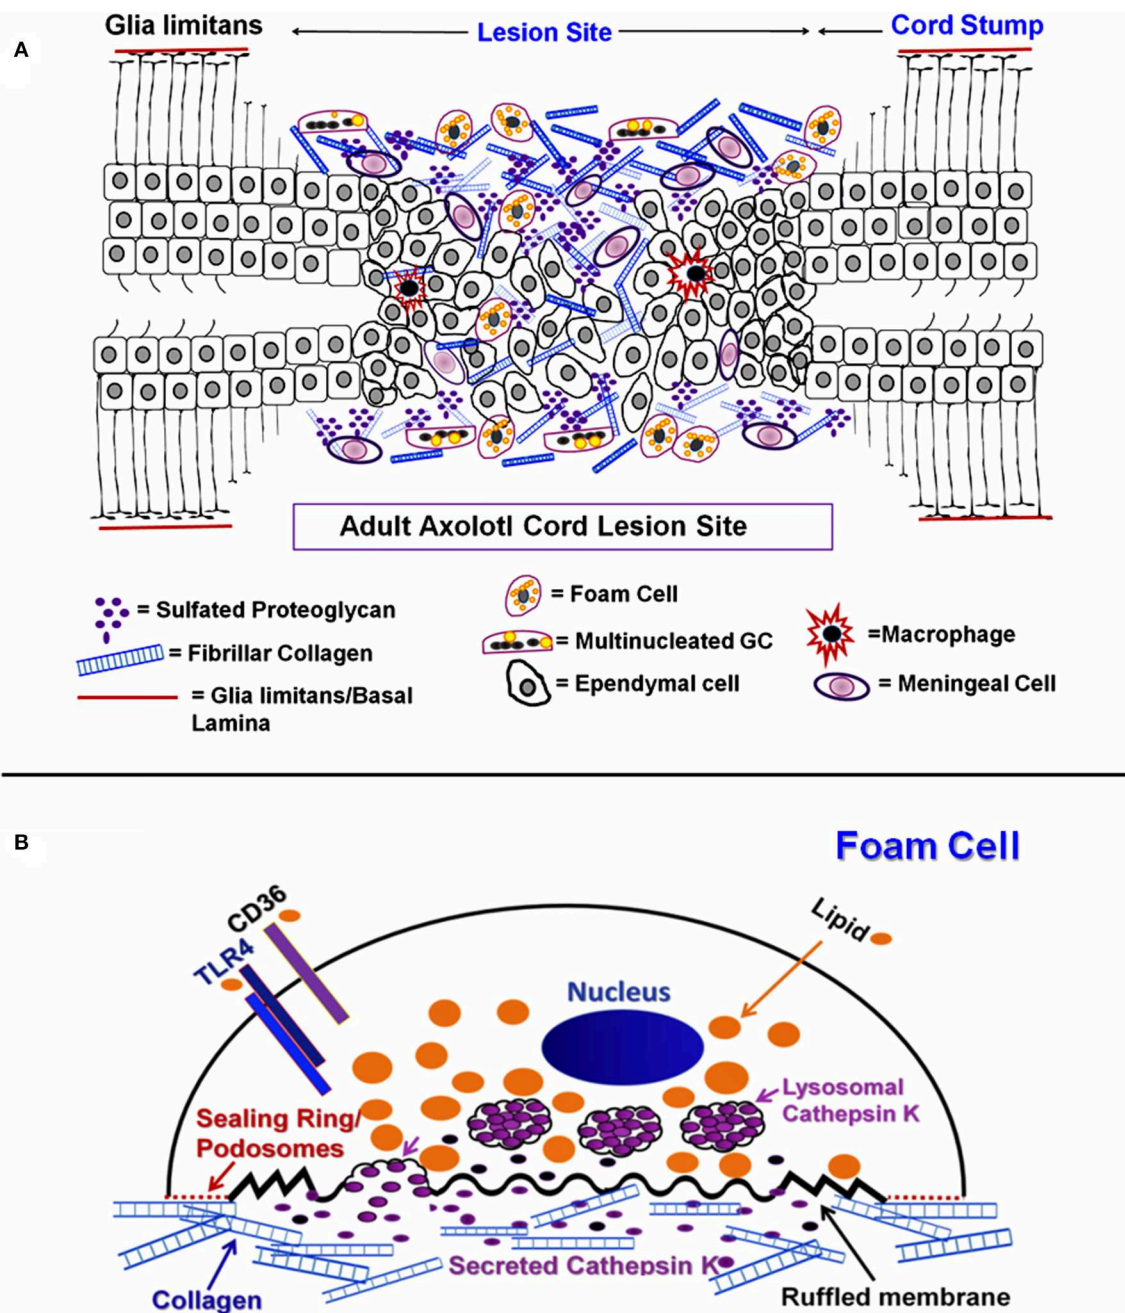 A
Glia limitans
Lesion Site
Cord Stump
Adult Axolotl Cord Lesion Site
= Sulfated Proteoglycan
= Fibrillar Collagen
= Glia limitans/Basal
Lamina
= Foam Cell
= Multinucleated GC
= Ependymal cell
=Macrophage
= Meningeal Cell
B
Foam Cell
CD36
TLR4
Lipid
Nucleus
Lysosomal
Cathepsin K
Sealing Ring/
Podosomes
Secreted Cathepsin K
Collagen
Ruffled membrane